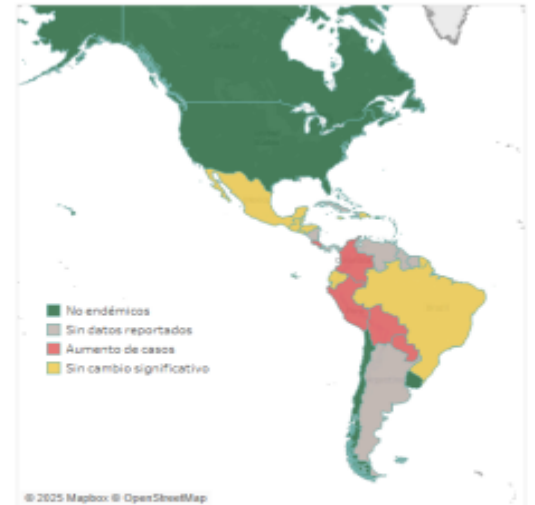 No endémicos
Sin datos reportados
Aumento de casos
Sin cambio significativo
© 2025 Mapbox © OpenStreetMap